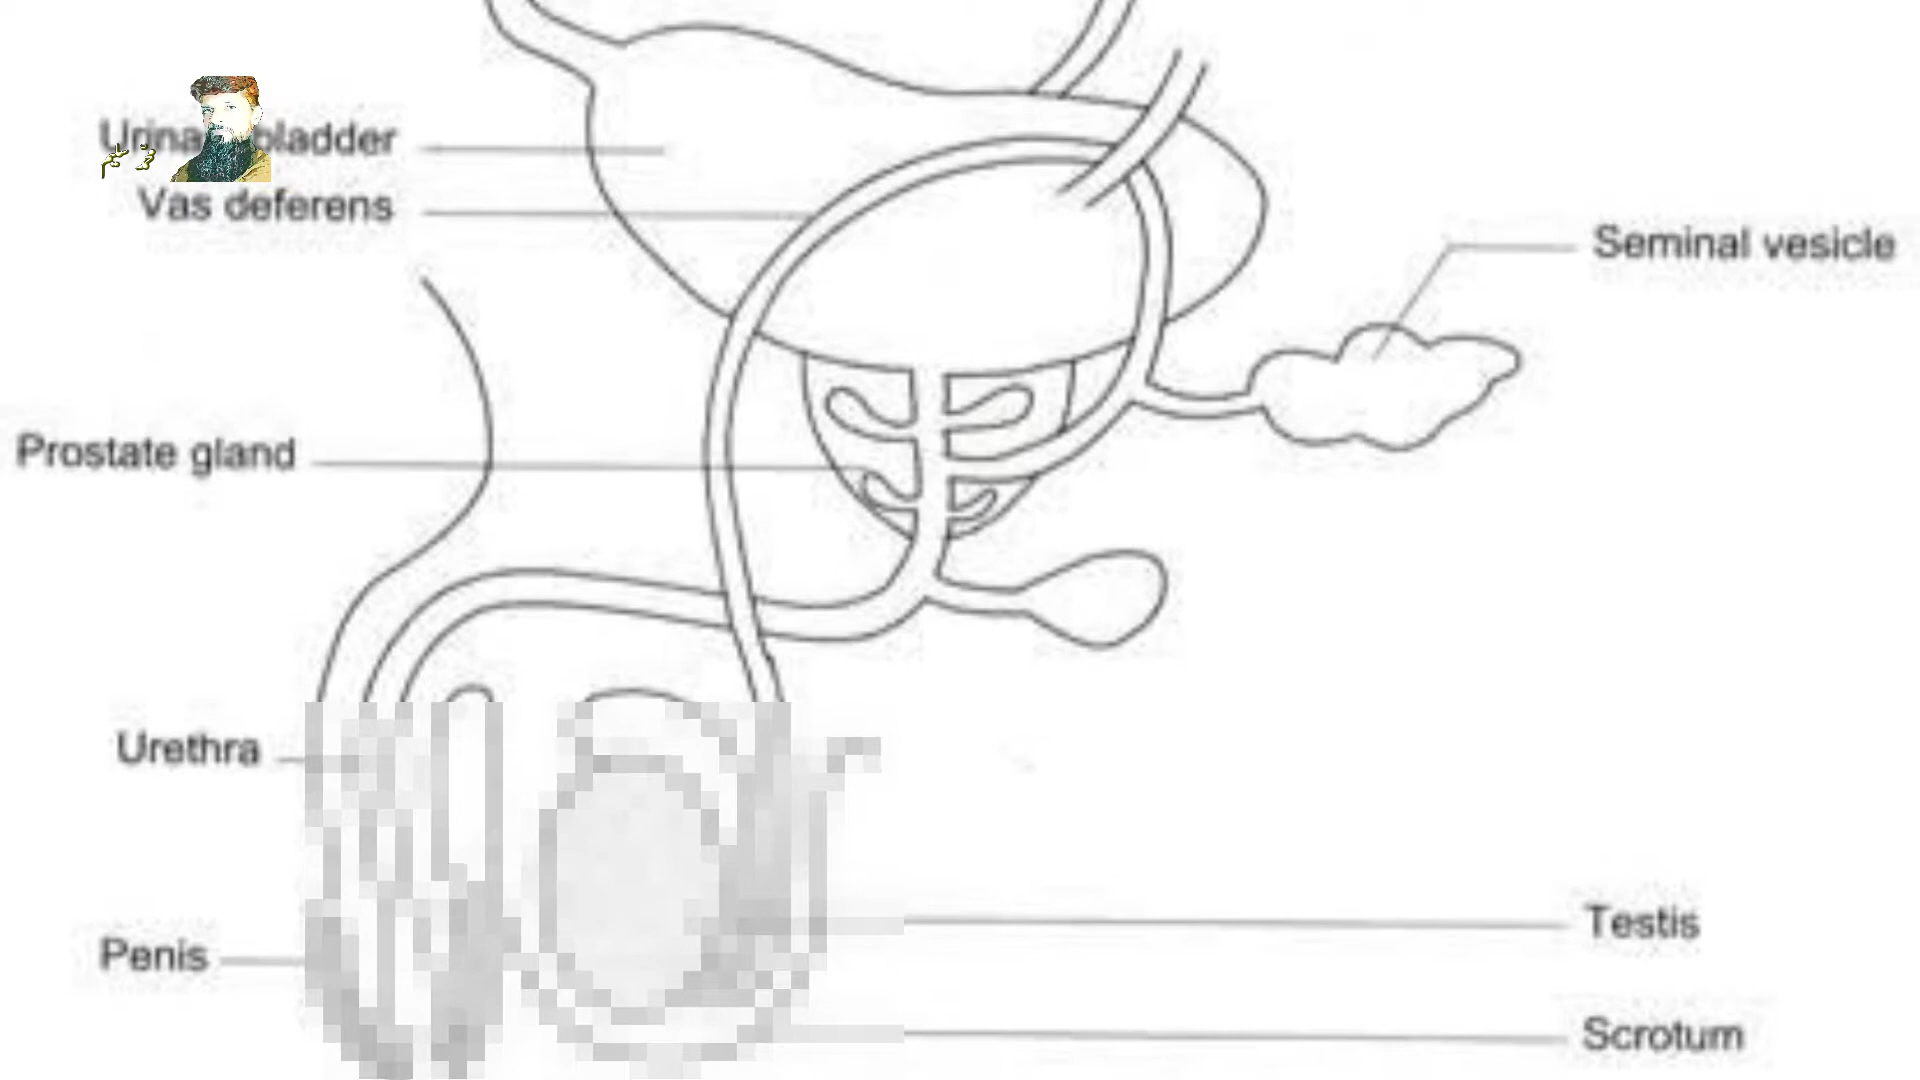 Urinary bladder
Vas deferens
Seminal vesicle
Prostate gland
Urethra
Testis
Penis
Scrotum